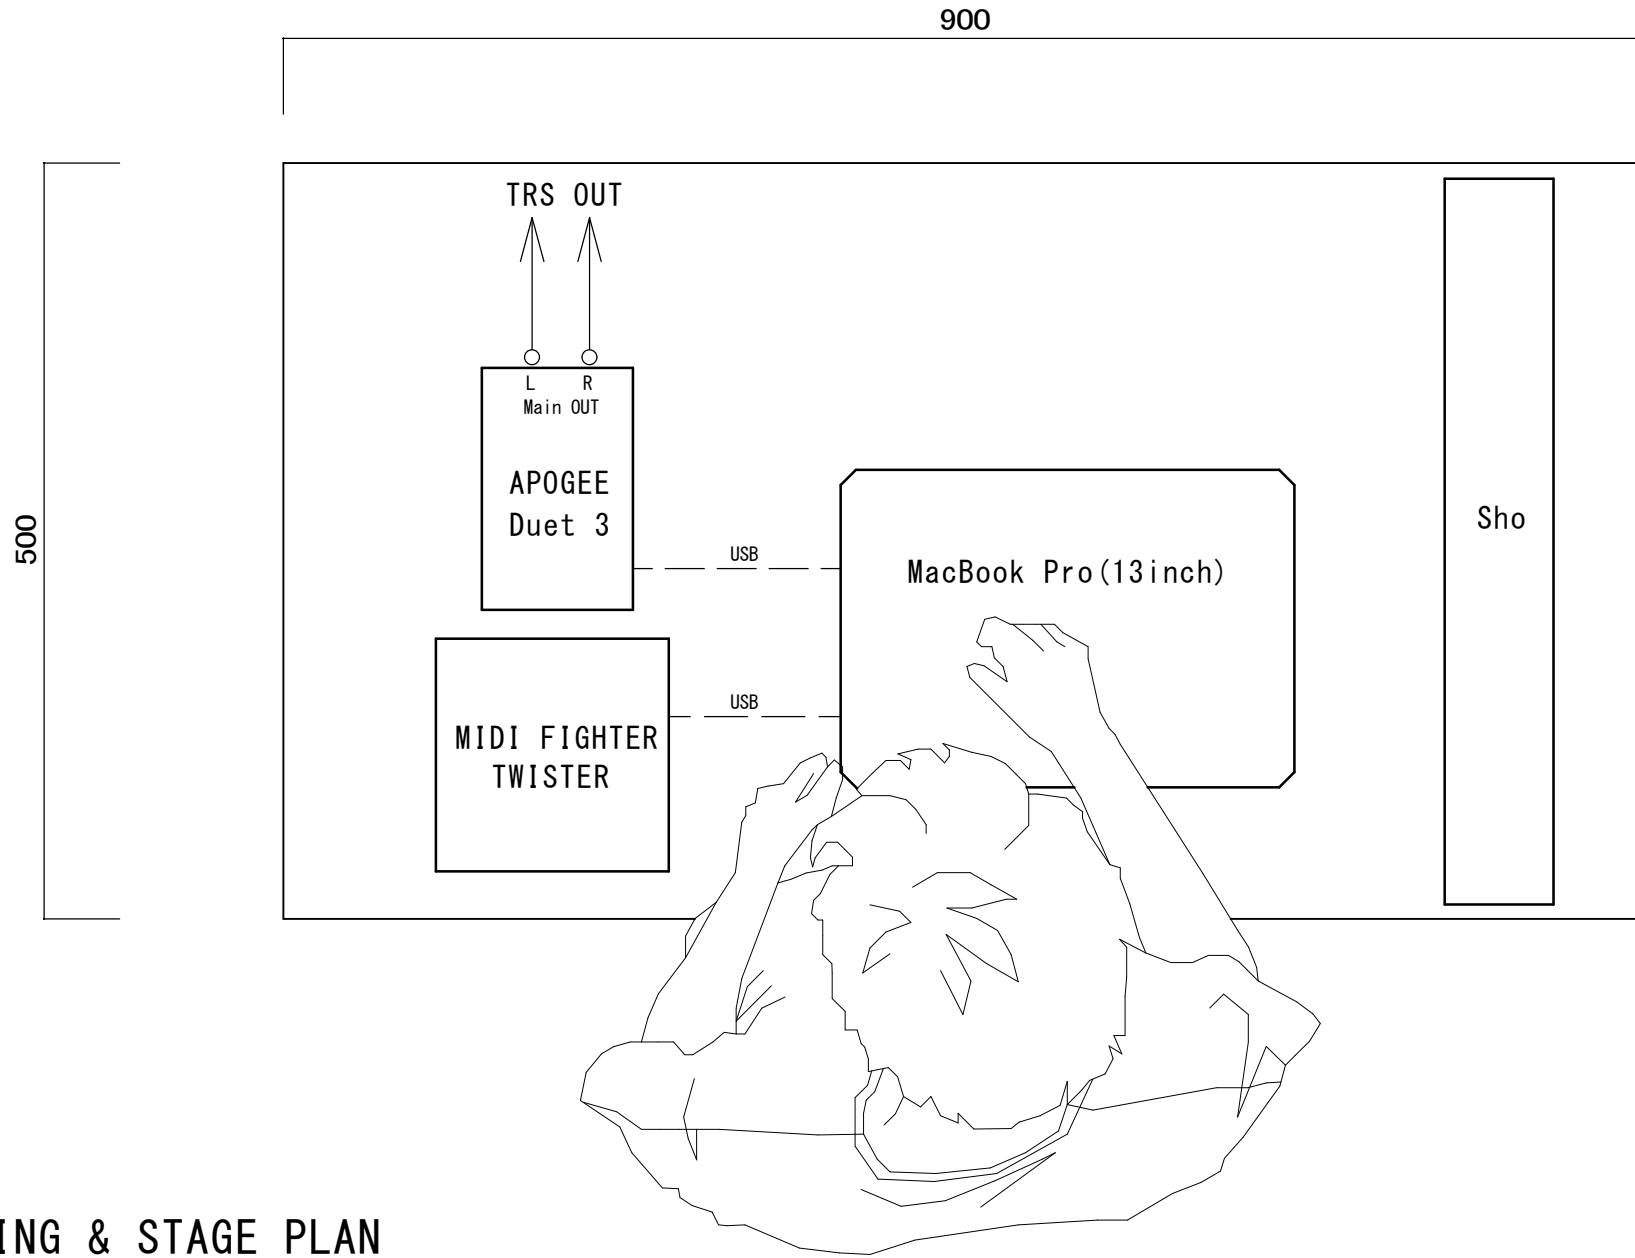 900
TRS OUT
L R
Main OUT
APOGEE
Duet 3
500
Sho
USB
MacBook Pro(13inch)
USB
MIDI FIGHTER
TWISTER
ING & STAGE PLAN